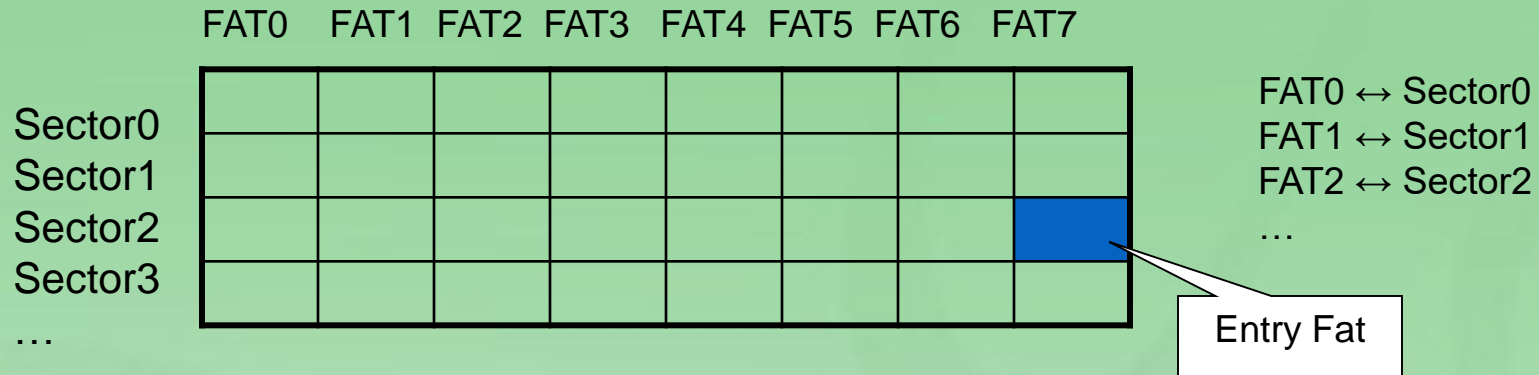 FAT0 FAT1 FAT2 FAT3 FAT4 FAT5 FAT6 FAT7
Sector0
Sector1
Sector2
Sector3
…
FAT0 ↔ Sector0
FAT1 ↔ Sector1
FAT2 ↔ Sector2
…
Entry Fat